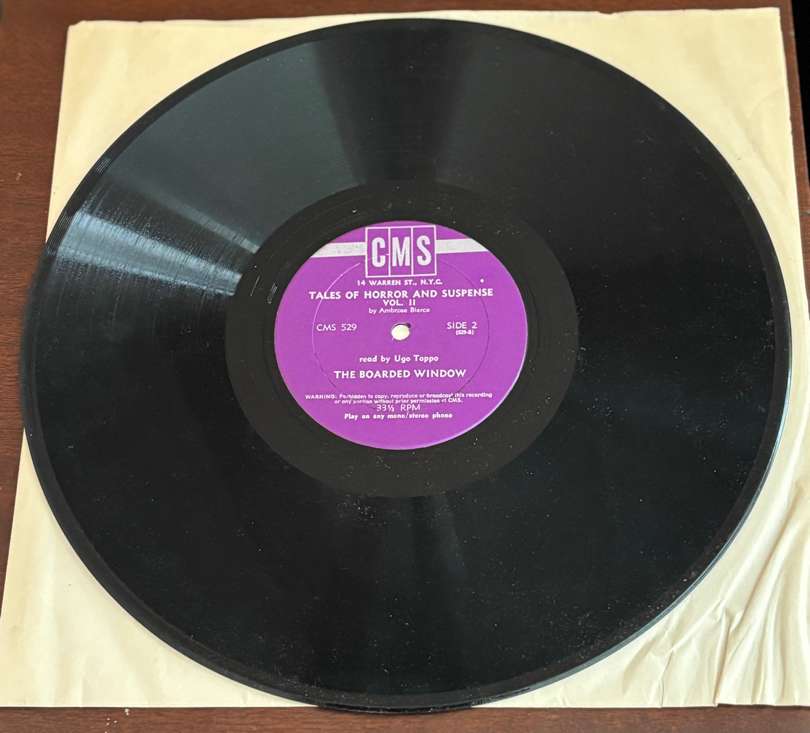 CMS
14 WARREN ST., N.Y.C.
TALES OF HORROR AND SUSPENSE
VOL. II
by Ambrose Bierce
CMS 529 SIDE 2
(529-B)
read by Ugo Toppo
THE BOARDED WINDOW
WARNING: Forbidden to copy, reproduce or broadcast this recording
or any portion without prior permission of CMS.
33⅓ RPM
Play on any mono/stereo phono